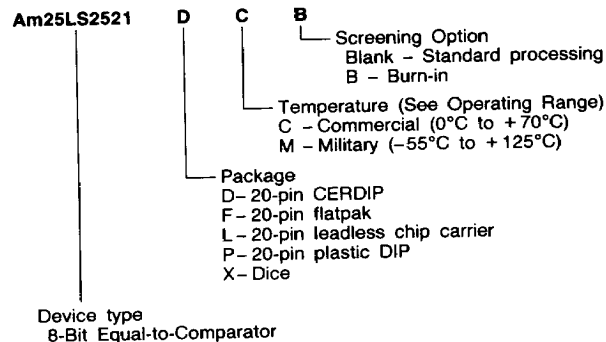 Am25LS2521 D C B
Screening Option
Blank – Standard processing
B – Burn-in
Temperature (See Operating Range)
C – Commercial (0°C to +70°C)
M – Military (–55°C to +125°C)
Package
D – 20-pin CERDIP
F – 20-pin flatpak
L – 20-pin leadless chip carrier
P – 20-pin plastic DIP
X – Dice
Device type
8-Bit Equal-to-Comparator